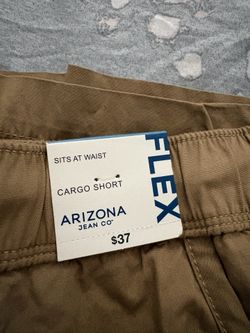 SITS AT WAIST
CARGO SHORT
ARIZONA
JEAN CO
$37
FLEX